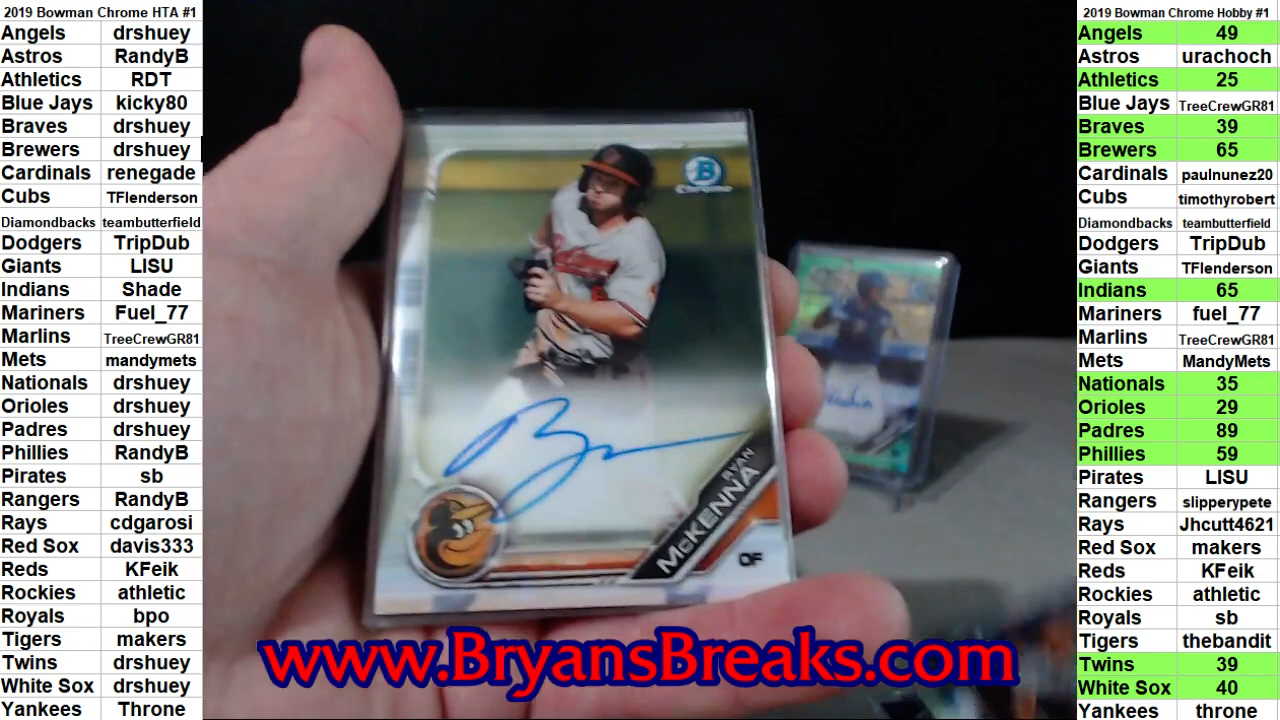 2019 Bowman Chrome HTA #1
Angels drshuey
Astros RandyB
Athletics RDT
Blue Jays kicky80
Braves drshuey
Brewers drshuey
Cardinals renegade
Cubs TFlenderson
Diamondbacks teambutterfield
Dodgers TripDub
Giants LISU
Indians Shade
Mariners Fuel_77
Marlins TreeCrewGR81
Mets mandymets
Nationals drshuey
Orioles drshuey
Padres drshuey
Phillies RandyB
Pirates sb
Rangers RandyB
Rays cdgarosi
Red Sox davis333
Reds KFeik
Rockies athletic
Royals bpo
Tigers makers
Twins drshuey
White Sox drshuey
Yankees Throne
B
Chrome
RYAN
McKENNA
OF
www.BryansBreaks.com
2019 Bowman Chrome Hobby #1
Angels 49
Astros urachoch
Athletics 25
Blue Jays TreeCrewGR81
Braves 39
Brewers 65
Cardinals paulnunez20
Cubs timothyrobert
Diamondbacks teambutterfield
Dodgers TripDub
Giants TFlenderson
Indians 65
Mariners fuel_77
Marlins TreeCrewGR81
Mets MandyMets
Nationals 35
Orioles 29
Padres 89
Phillies 59
Pirates LISU
Rangers slipperypete
Rays Jhcutt4621
Red Sox makers
Reds KFeik
Rockies athletic
Royals sb
Tigers thebandit
Twins 39
White Sox 40
Yankees throne